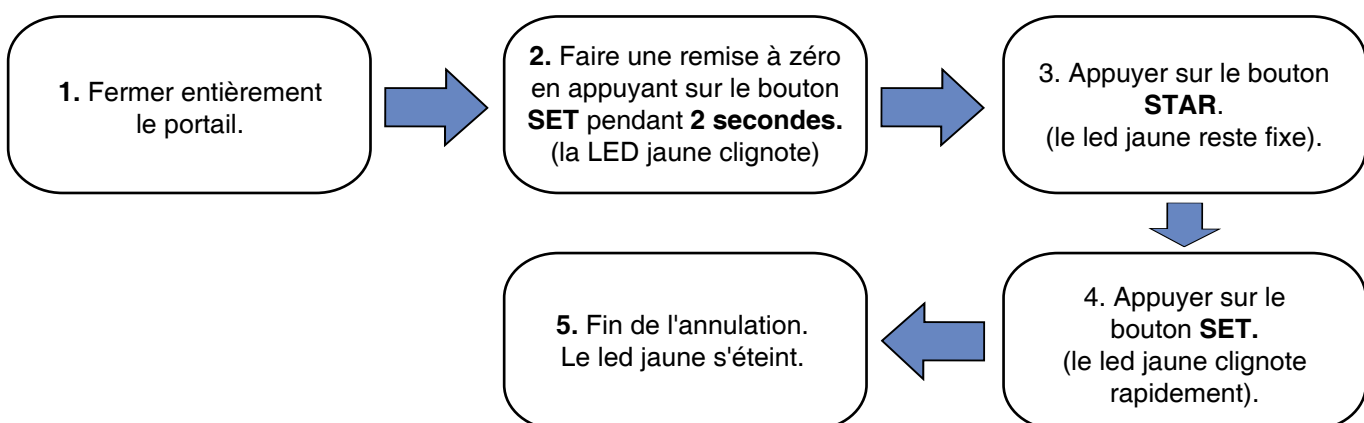 1. Fermer entièrement
le portail.
2. Faire une remise à zéro
en appuyant sur le bouton
SET pendant 2 secondes.
(la LED jaune clignote)
3. Appuyer sur le bouton
STAR.
(le led jaune reste fixe).
4. Appuyer sur le
bouton SET.
(le led jaune clignote
rapidement).
5. Fin de l'annulation.
Le led jaune s'éteint.